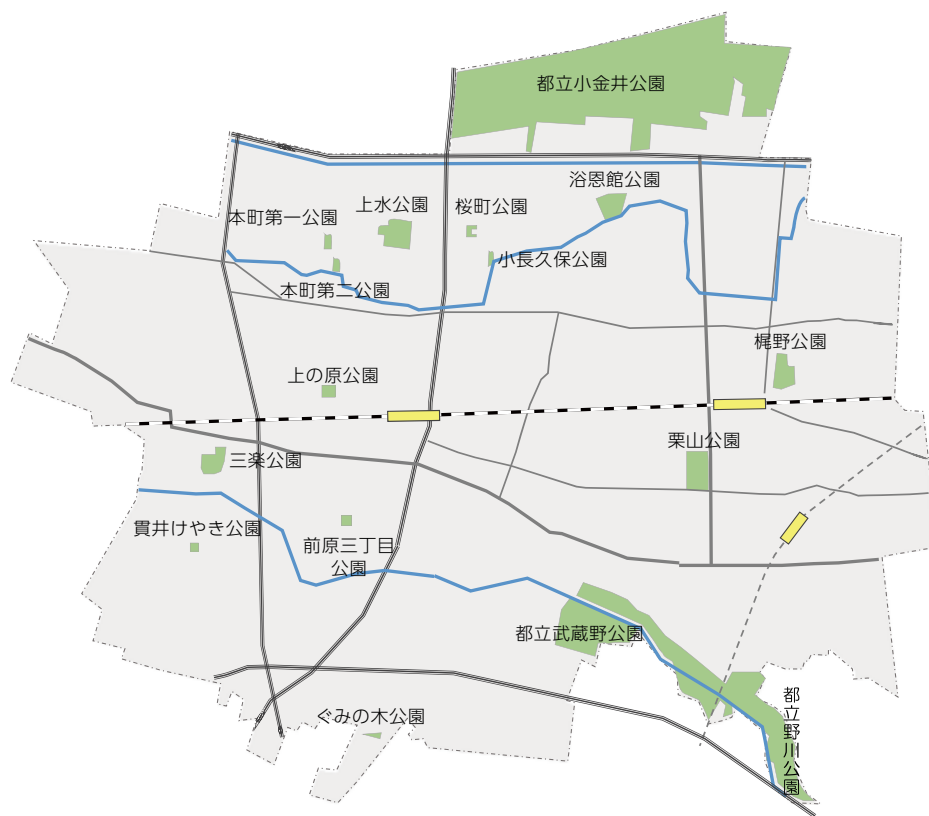 都立小金井公園
浴恩館公園
上水公園
桜町公園
本町第一公園
小長久保公園
本町第二公園
梶野公園
上の原公園
栗山公園
三楽公園
貫井けやき公園
前原三丁目
公園
都立武蔵野公園
都立野川公園
ぐみの木公園